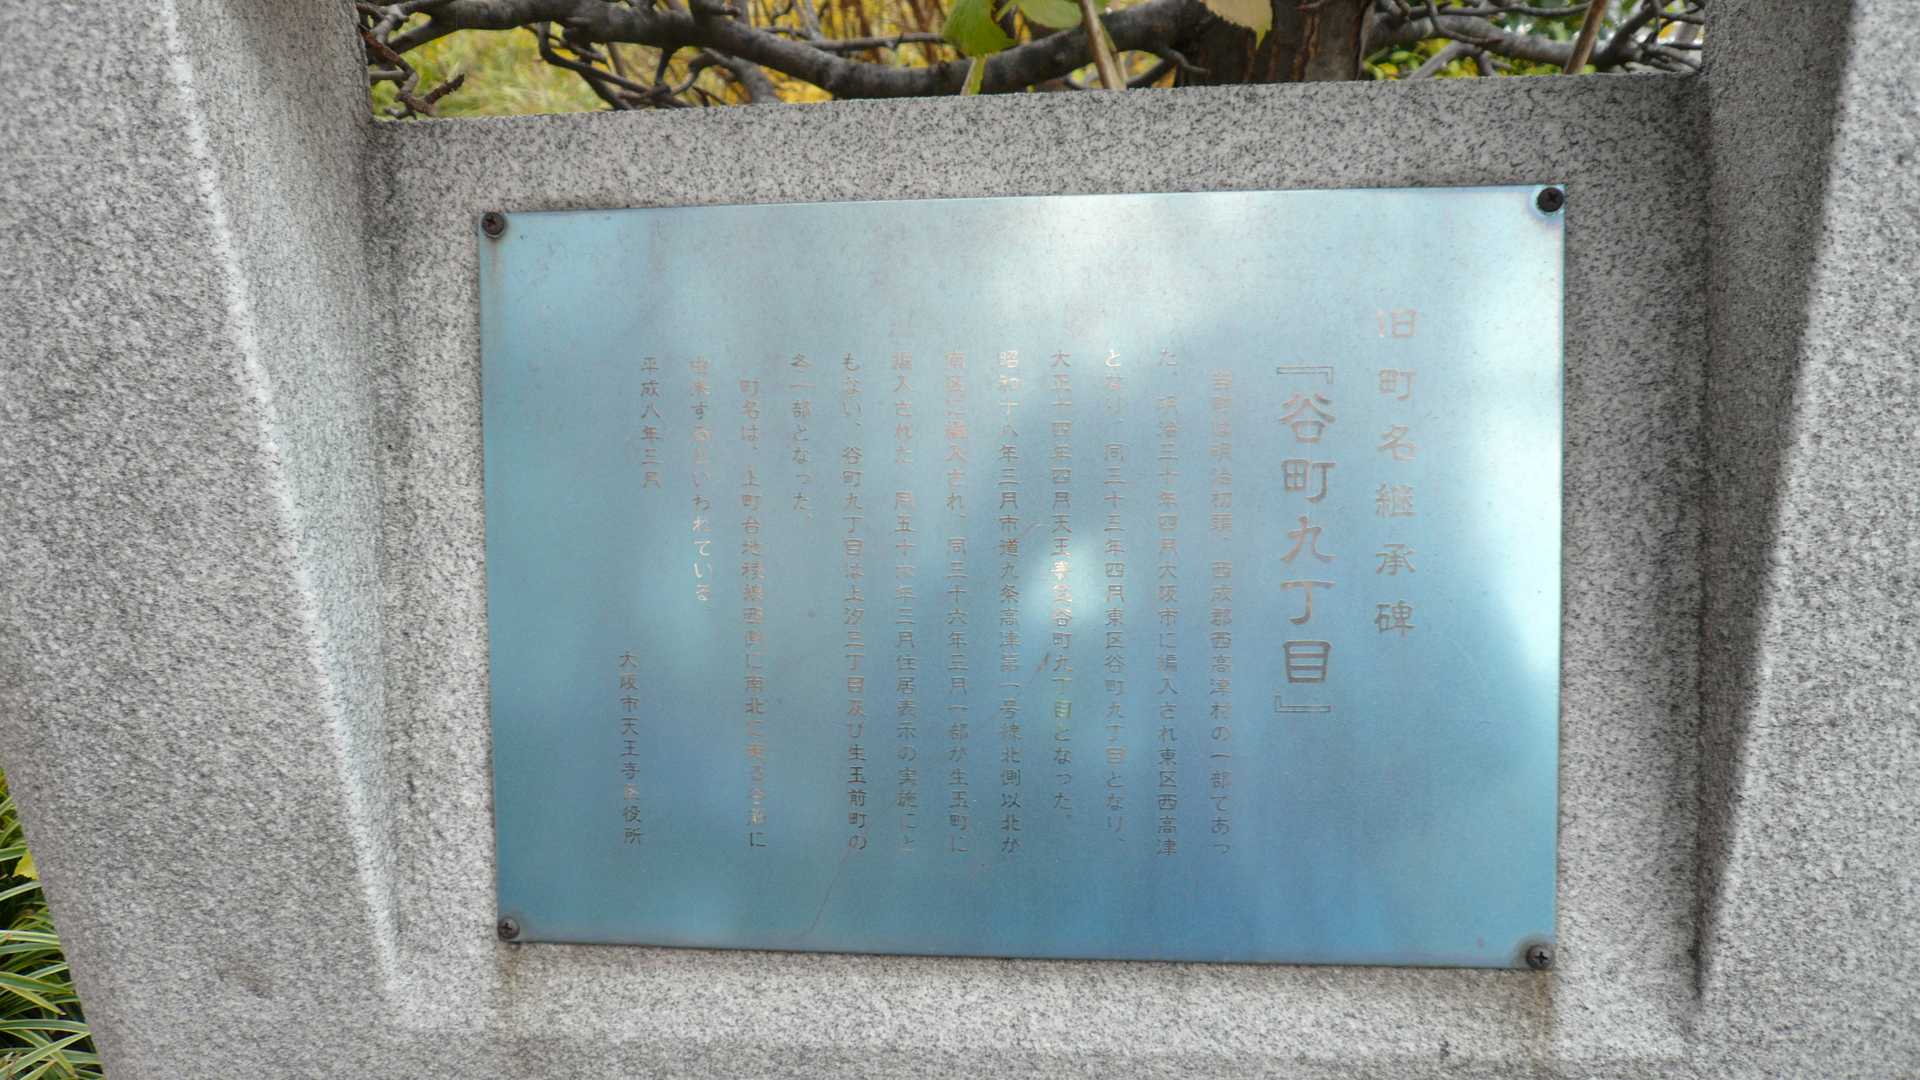 旧町名継承碑
『谷町九丁目』
当町は明治初頭、西成郡西高津村の一部であっ
た。明治三十年四月大阪市に編入され東区西高津
となり、同三十三年四月東区谷町九丁目となり、
大正十四年四月天王寺区谷町九丁目となった。
昭和十八年三月市道九条高津第一号線北側以北が
南区に編入され、同三十六年三月一部が生玉町に
編入された。同五十六年三月住居表示の実施にと
もない、谷町九丁目は上汐二丁目及び生玉前町の
各一部となった。
町名は、上町台地稜線西側に南北に
由来するといわれている
平成八年三月
大阪市天王寺区役所